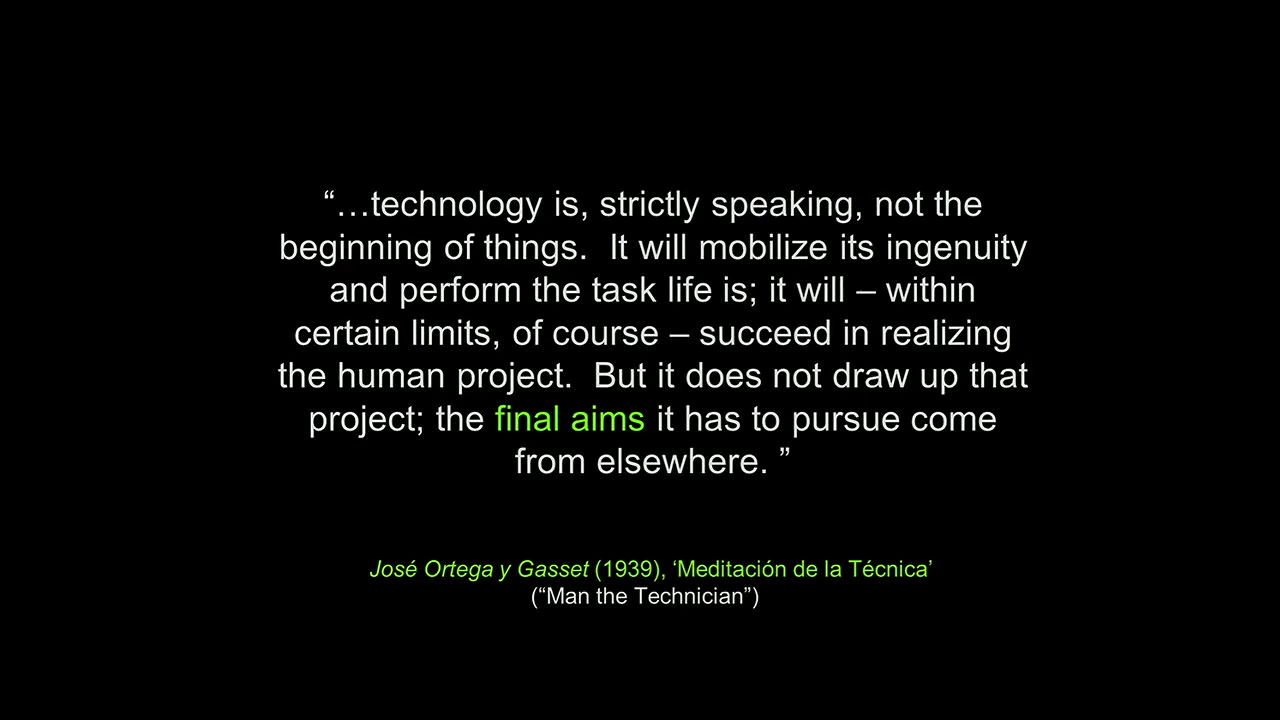 “…technology is, strictly speaking, not the
beginning of things.  It will mobilize its ingenuity
and perform the task life is; it will – within
certain limits, of course – succeed in realizing
the human project.  But it does not draw up that
project; the final aims it has to pursue come
from elsewhere. ”
José Ortega y Gasset (1939), ‘Meditación de la Técnica’
(“Man the Technician”)